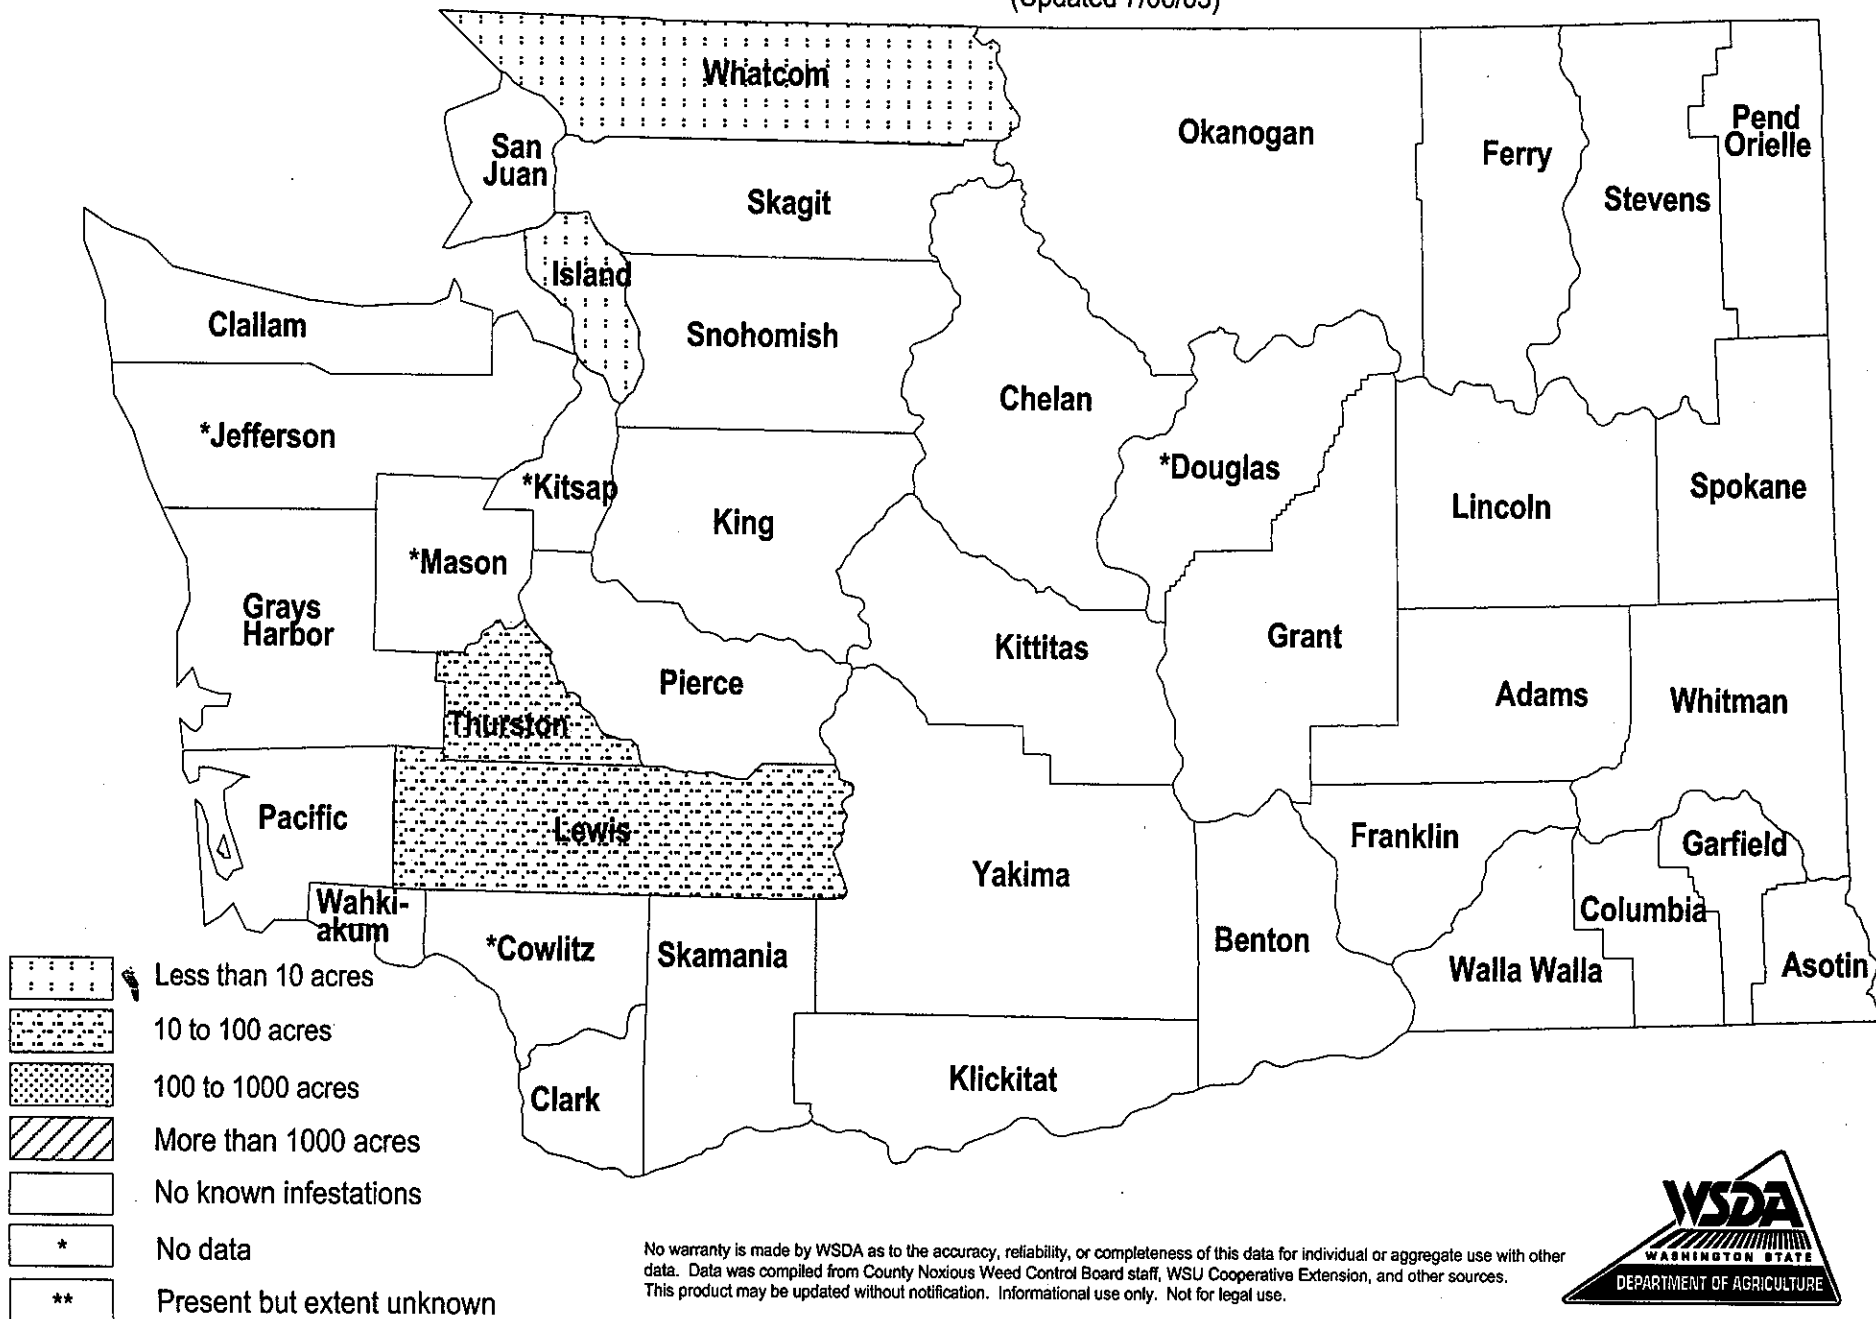 Whatcom
San
Juan
Skagit
Okanogan
Ferry
Stevens
Pend
Orielle
Island
Clallam
Snohomish
*Jefferson
Chelan
*Kitsap
*Douglas
King
Lincoln
Spokane
*Mason
Grays
Harbor
Kittitas
Grant
Pierce
Adams
Whitman
Thurston
Pacific
Lewis
Yakima
Franklin
Garfield
Wahki-
akum
*Cowlitz
Skamania
Benton
Columbia
Walla Walla
Asotin
Clark
Klickitat
Less than 10 acres
10 to 100 acres
100 to 1000 acres
More than 1000 acres
No known infestations
* No data
** Present but extent unknown
No warranty is made by WSDA as to the accuracy, reliability, or completeness of this data for individual or aggregate use with other
data. Data was compiled from County Noxious Weed Control Board staff, WSU Cooperative Extension, and other sources.
This product may be updated without notification. Informational use only. Not for legal use.
WSDA
WASHINGTON STATE
DEPARTMENT OF AGRICULTURE